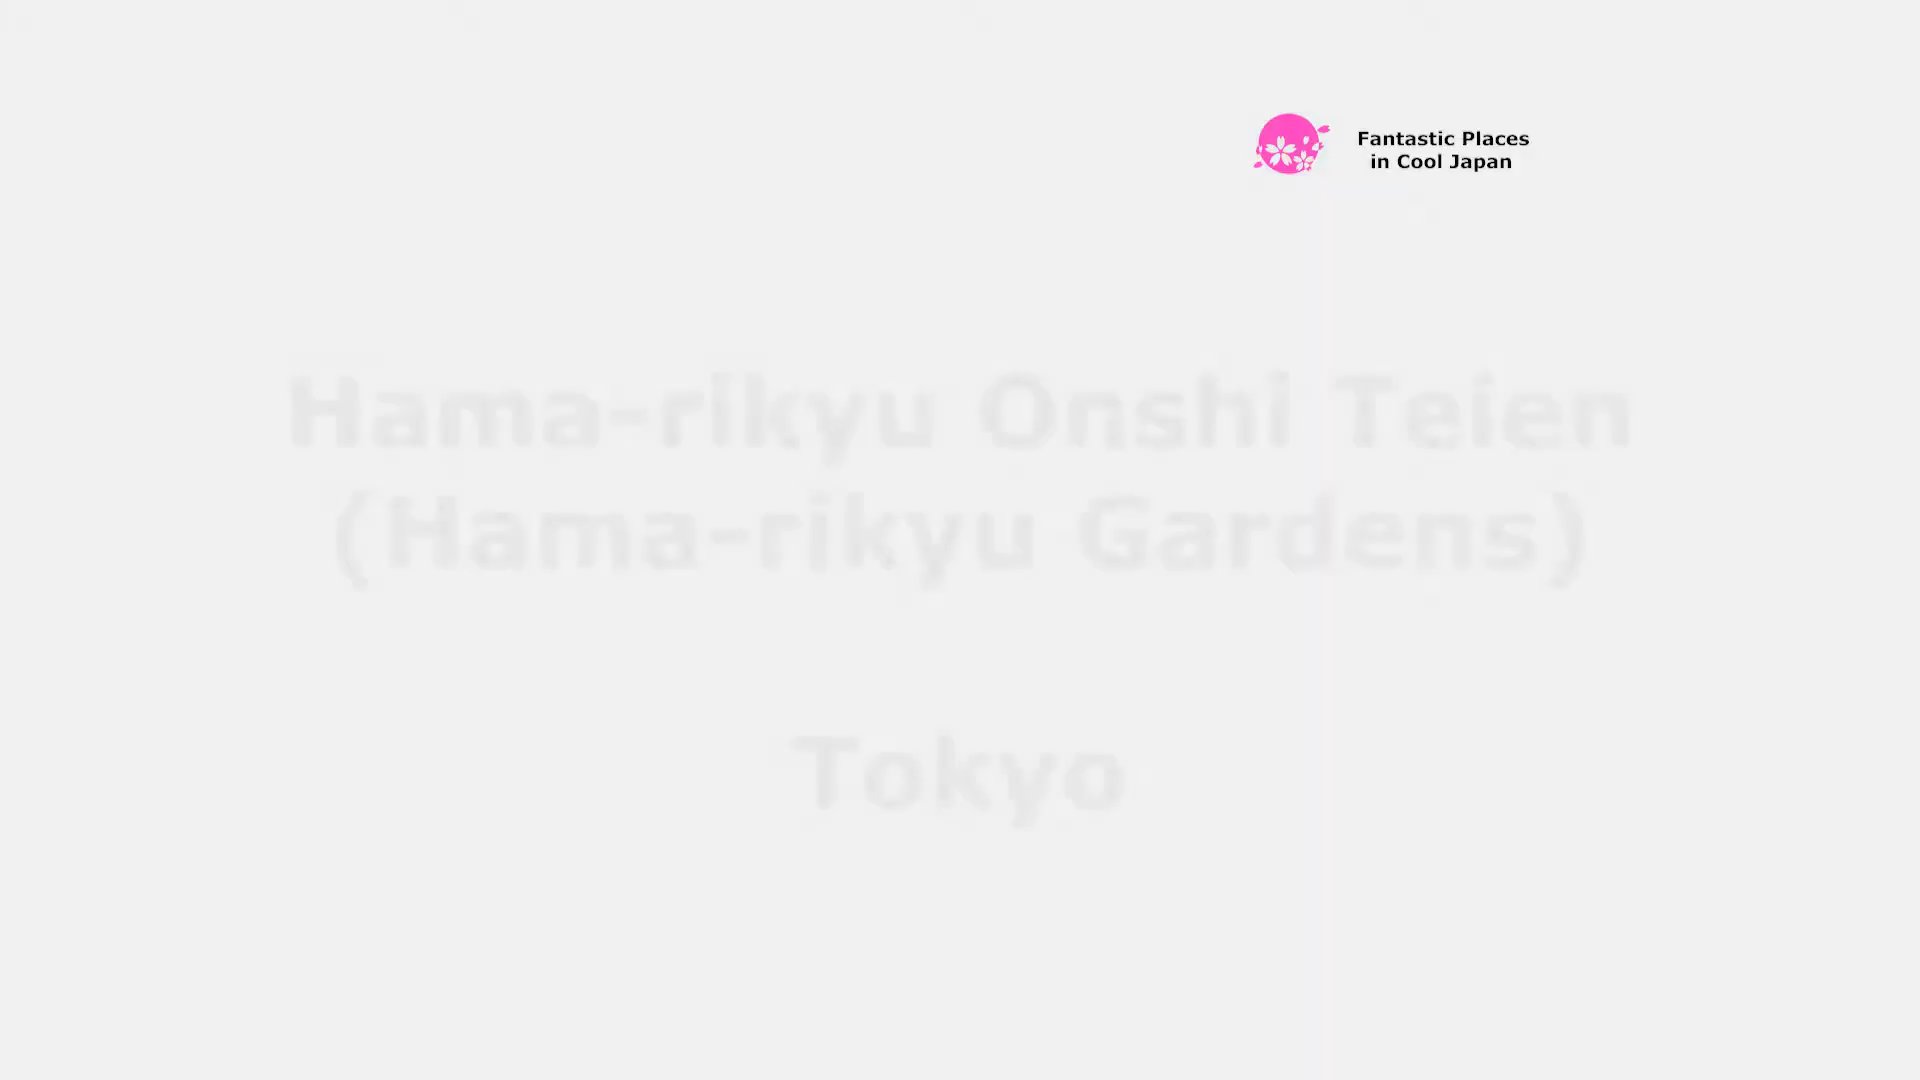 Fantastic Places
in Cool Japan
Hama-rikyu Onshi Teien
(Hama-rikyu Gardens)
Tokyo